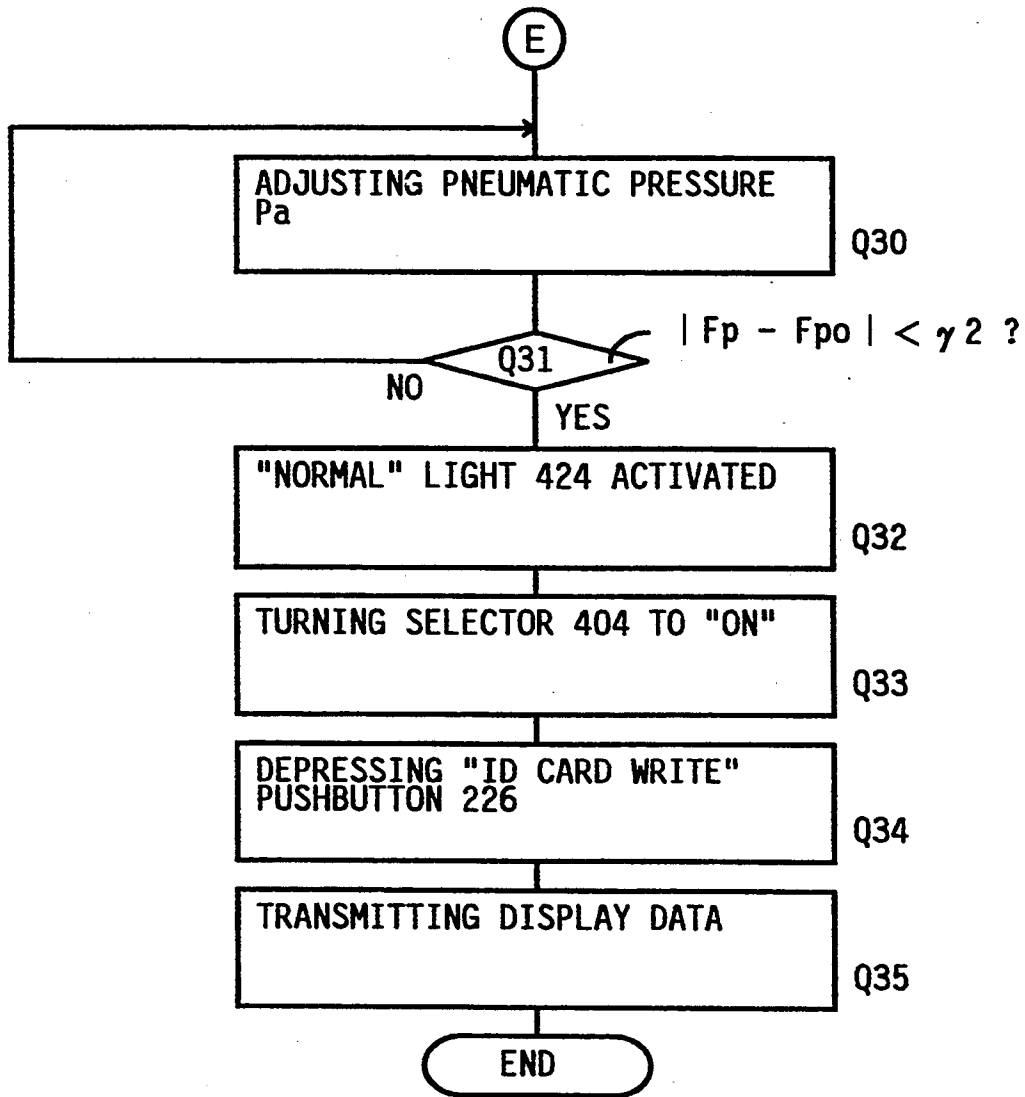 E
ADJUSTING PNEUMATIC PRESSURE
Pa
Q30
| Fp - Fpo | < γ 2 ?
Q31
NO
YES
"NORMAL" LIGHT 424 ACTIVATED
Q32
TURNING SELECTOR 404 TO "ON"
Q33
DEPRESSING "ID CARD WRITE"
PUSHBUTTON 226
Q34
TRANSMITTING DISPLAY DATA
Q35
END